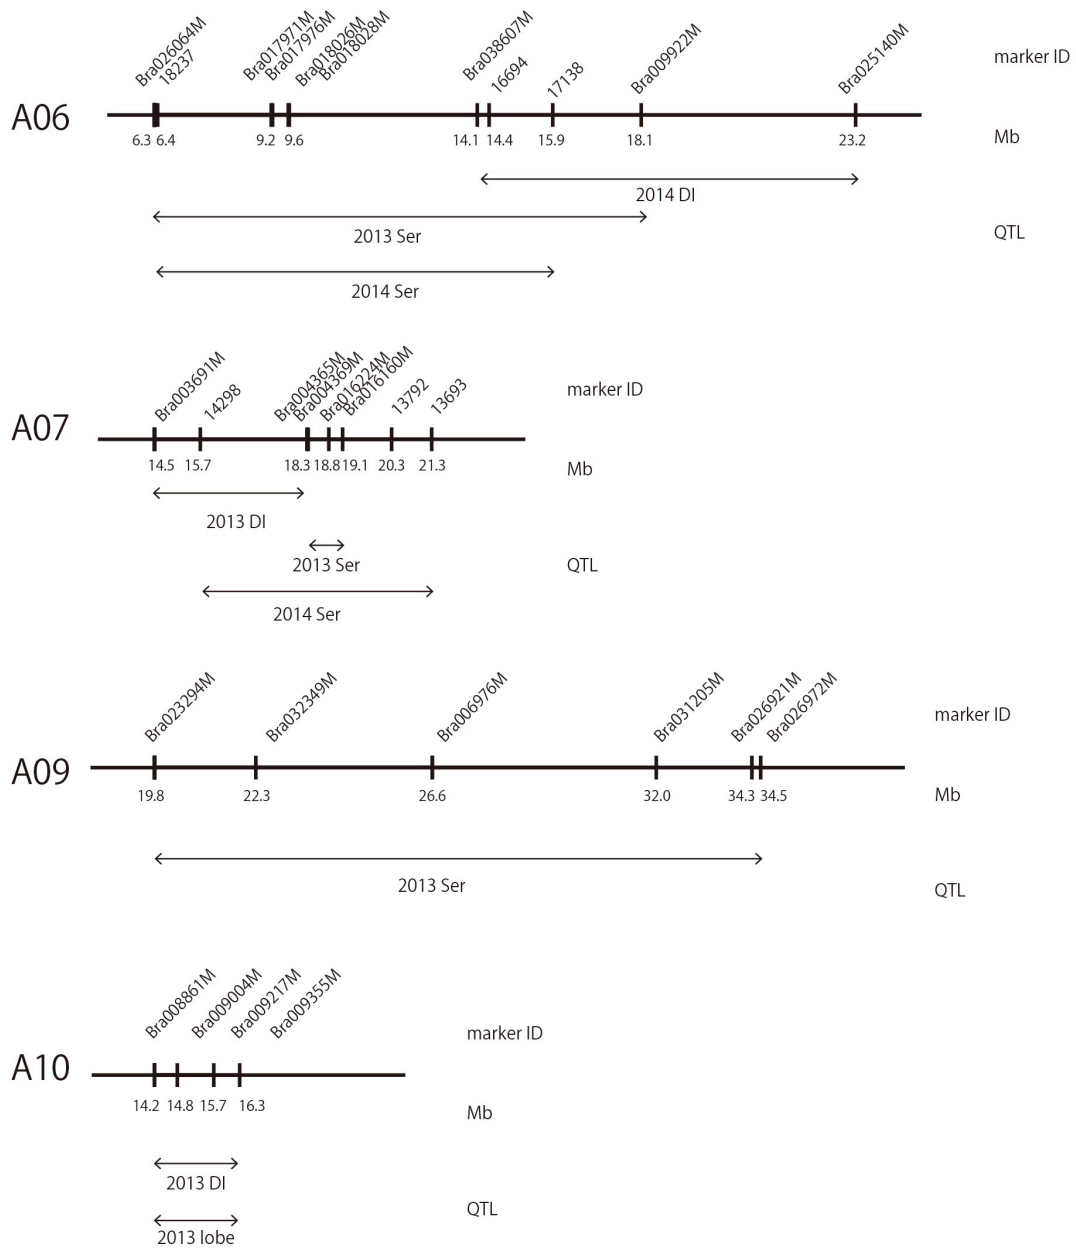 Bra026064M 18237 Bra017971M Bra017976M Bra018026M Bra018028M Bra038607M 16694 17138 Bra009922M Bra025140M marker ID
A06
6.3 6.4 9.2 9.6 14.1 14.4 15.9 18.1 23.2 Mb
2014 DI
2013 Ser QTL
2014 Ser
Bra003691M 14298 Bra004365M Bra004369M Bra016224M Bra016160M 13792 13693 marker ID
A07
14.5 15.7 18.3 18.8 19.1 20.3 21.3 Mb
2013 DI
2013 Ser QTL
2014 Ser
Bra023294M Bra032349M Bra006976M Bra031205M Bra026921M Bra026972M marker ID
A09
19.8 22.3 26.6 32.0 34.3 34.5 Mb
2013 Ser QTL
Bra008861M Bra009004M Bra009217M Bra009355M marker ID
A10
14.2 14.8 15.7 16.3 Mb
2013 DI
QTL
2013 lobe